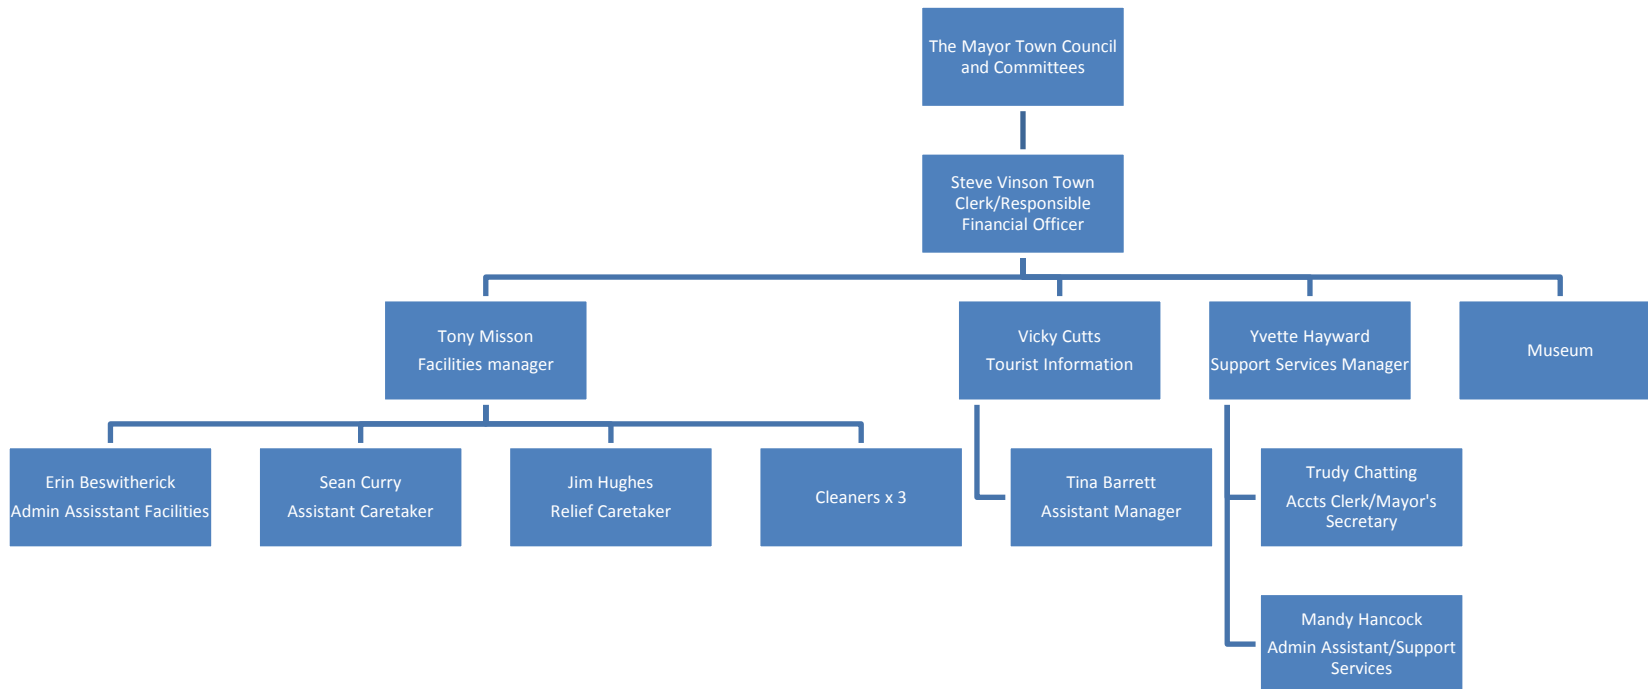 The Mayor Town Council
and Committees
Steve Vinson Town
Clerk/Responsible
Financial Officer
Tony Misson
Facilities manager
Vicky Cutts
Tourist Information
Yvette Hayward
Support Services Manager
Museum
Erin Beswitherick
Admin Assisstant Facilities
Sean Curry
Assistant Caretaker
Jim Hughes
Relief Caretaker
Cleaners x 3
Tina Barrett
Assistant Manager
Trudy Chatting
Accts Clerk/Mayor's
Secretary
Mandy Hancock
Admin Assistant/Support
Services